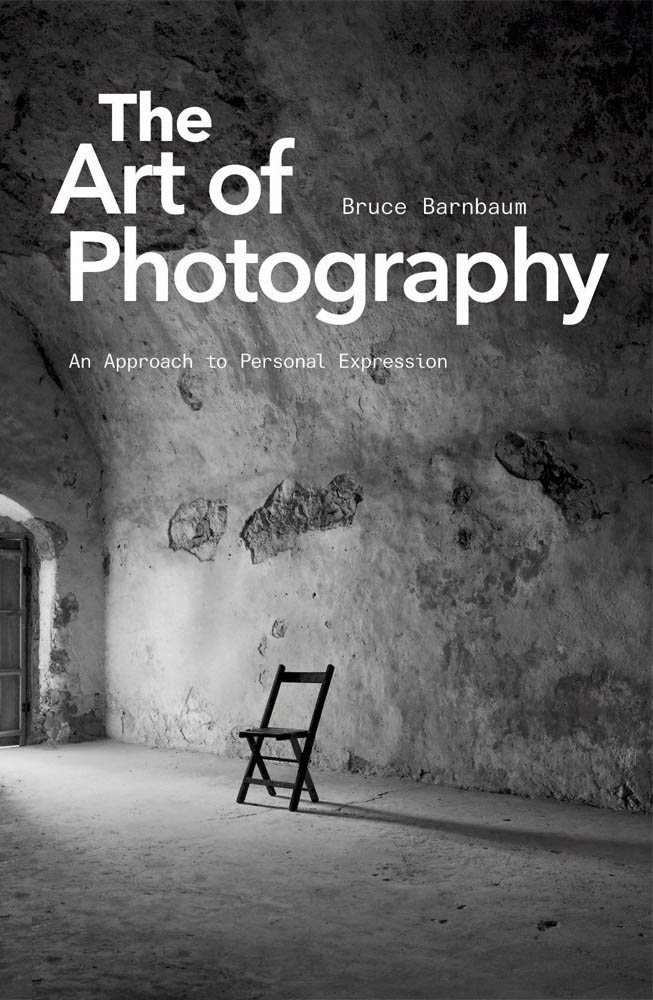 The
Art of
Bruce Barnbaum
Photography
An Approach to Personal Expression